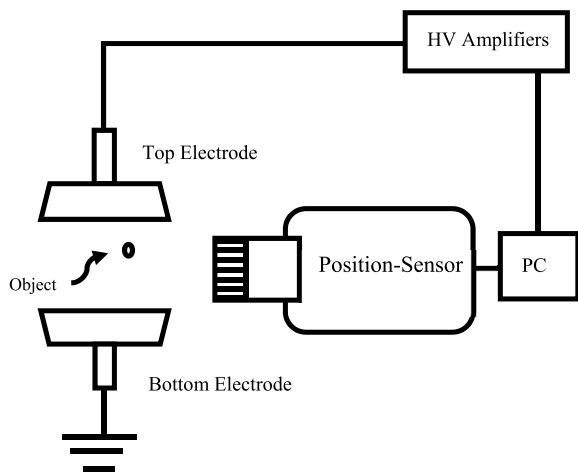 HV Amplifiers
Top Electrode
Position-Sensor
PC
Object
Bottom Electrode